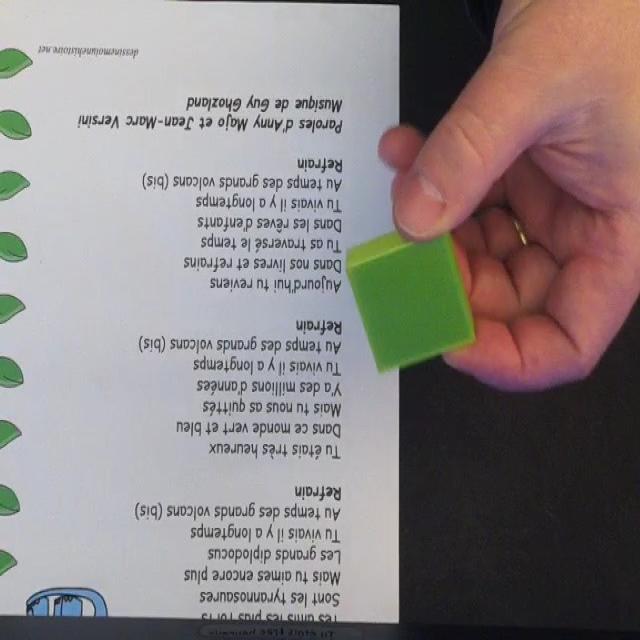 Sont les tyrannosaures
Mais tu aimes encore plus
Les grands diplodocus
Tu vivais il y a longtemps
Au temps des grands volcans (bis)
Refrain
Tu étais très heureux
Dans ce monde vert et bleu
Mais tu nous as quittés
Y'a des millions d'années
Tu vivais il y a longtemps
Au temps des grands volcans (bis)
Refrain
Aujourd'hui tu reviens
Dans nos livres et refrains
Tu as traversé le temps
Dans les rêves d'enfants
Tu vivais il y a longtemps
Au temps des grands volcans (bis)
Refrain
Paroles d'Anny Majo et Jean-Marc Versini
Musique de Guy Ghozland
dessinemoiunehistoire.net